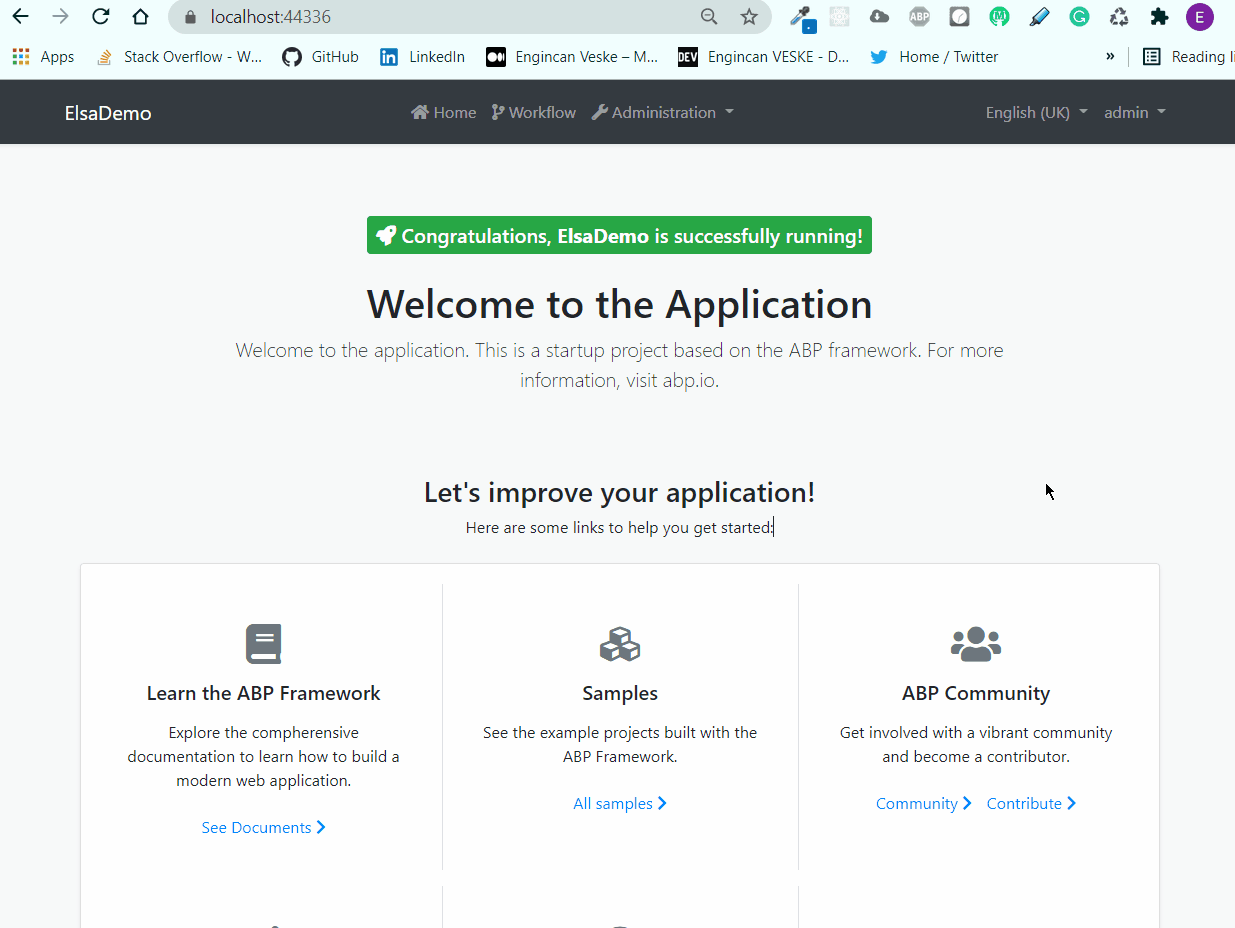 localhost:44336
ABP
Apps
Stack Overflow - W...
GitHub
LinkedIn
Engincan Veske – M...
DEV
Engincan VESKE - D...
Home / Twitter
»
Reading li
E
ElsaDemo
Home
Workflow
Administration
English (UK)
admin
Congratulations, ElsaDemo is successfully running!
Welcome to the Application
Welcome to the application. This is a startup project based on the ABP framework. For more
information, visit abp.io.
Let's improve your application!
Here are some links to help you get started:
Learn the ABP Framework
Explore the compherensive
documentation to learn how to build a
modern web application.
See Documents
Samples
See the example projects built with the
ABP Framework.
All samples
ABP Community
Get involved with a vibrant community
and become a contributor.
Community
Contribute